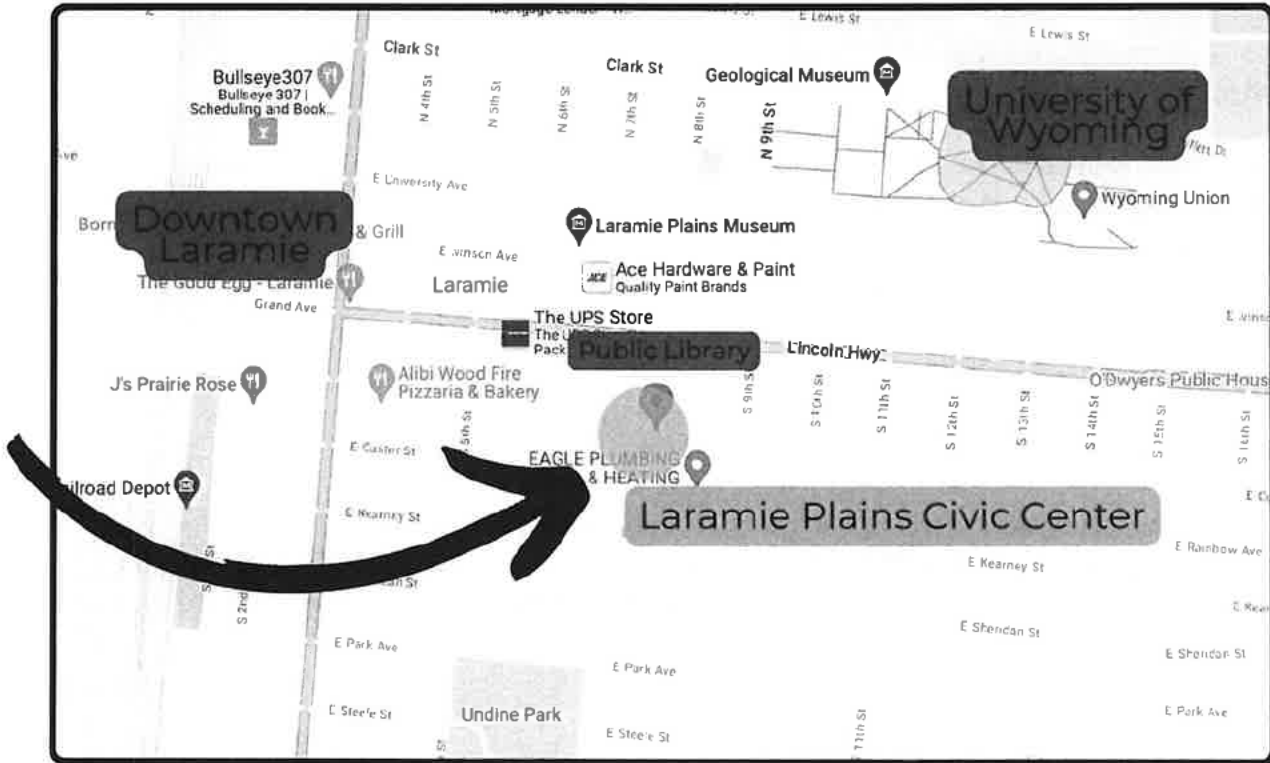 E Lewis St
E Lewis St
Clark St
Clark St
Bullseye307
Bullseye 307 |
Scheduling and Book...
Geological Museum
University of
Wyoming
N 4th St
N 5th St
N 6th St
N 7th St
N 8th St
N 9th St
E University Ave
Wyoming Union
Downtown
Laramie
& Grill
Laramie Plains Museum
Ace Hardware & Paint
Quality Paint Brands
ACE
The Good Egg - Laramie
Laramie
Grand Ave
The UPS Store
Pack
Public Library
Lincoln Hwy
J's Prairie Rose
Alibi Wood Fire
Pizzaria & Bakery
O'Dwyers Public Hous
S 9th St
S 10th St
S 11th St
S 12th St
S 13th St
S 14th St
S 15th St
S 16th St
E Custer St
EAGLE PLUMBING
& HEATING
ilroad Depot
Laramie Plains Civic Center
E Kearney St
E Kearney St
E Rainbow Ave
S 2nd
E Park Ave
E Park Ave
E Sheridan St
E Sheridan St
E Park Ave
E Steele St
Undine Park
E Steele St